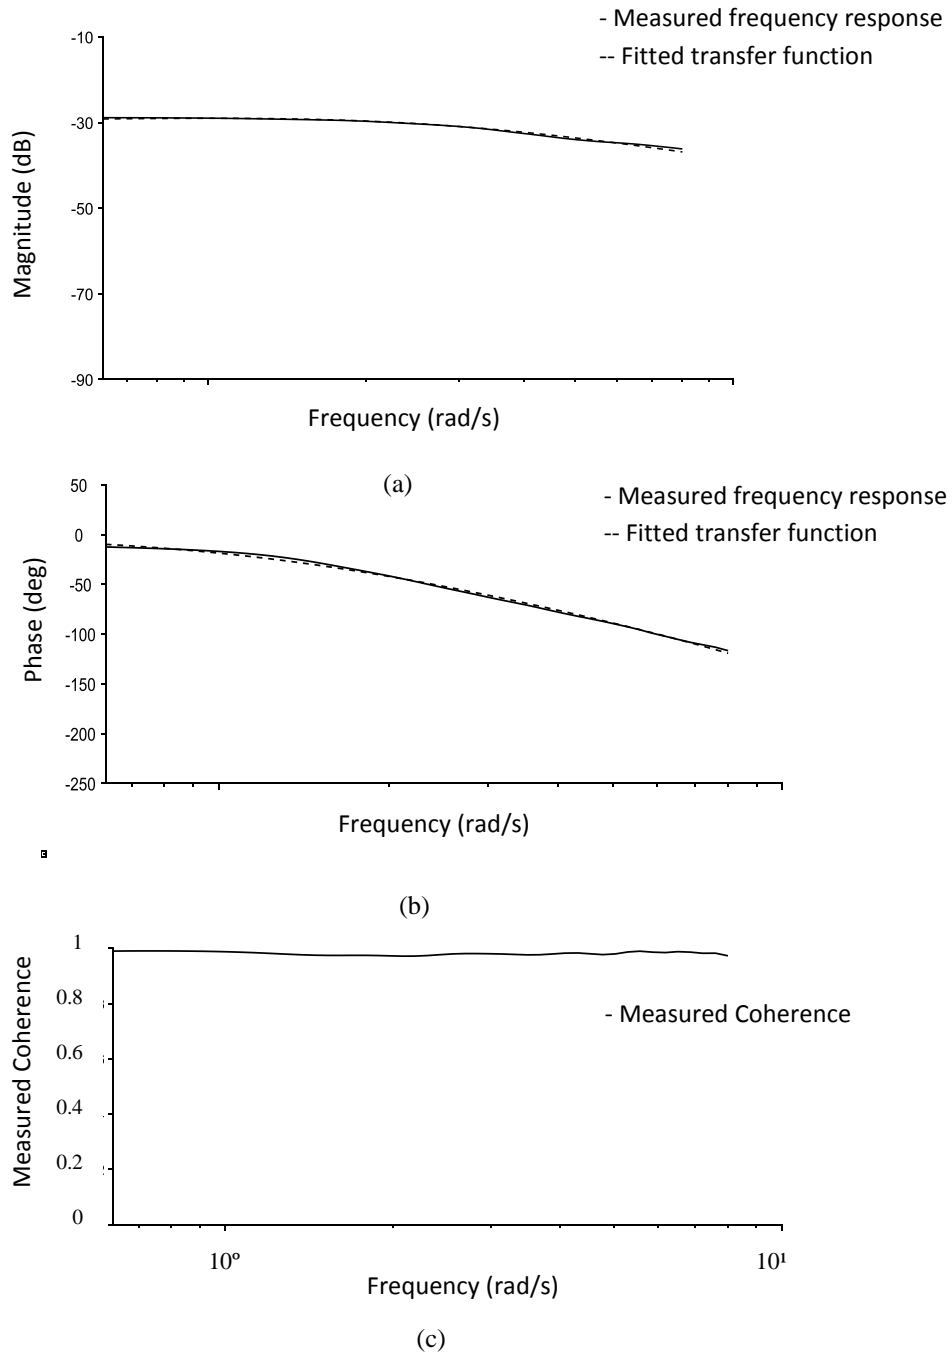 - Measured frequency response
-- Fitted transfer function
Magnitude (dB)
-10
-30
-50
-70
-90
Frequency (rad/s)
(a)
- Measured frequency response
-- Fitted transfer function
Phase (deg)
50
0
-50
-100
-150
-200
-250
Frequency (rad/s)
(b)
Measured Coherence
1
0.8
0.6
0.4
0.2
0
- Measured Coherence
10º
10¹
Frequency (rad/s)
(c)